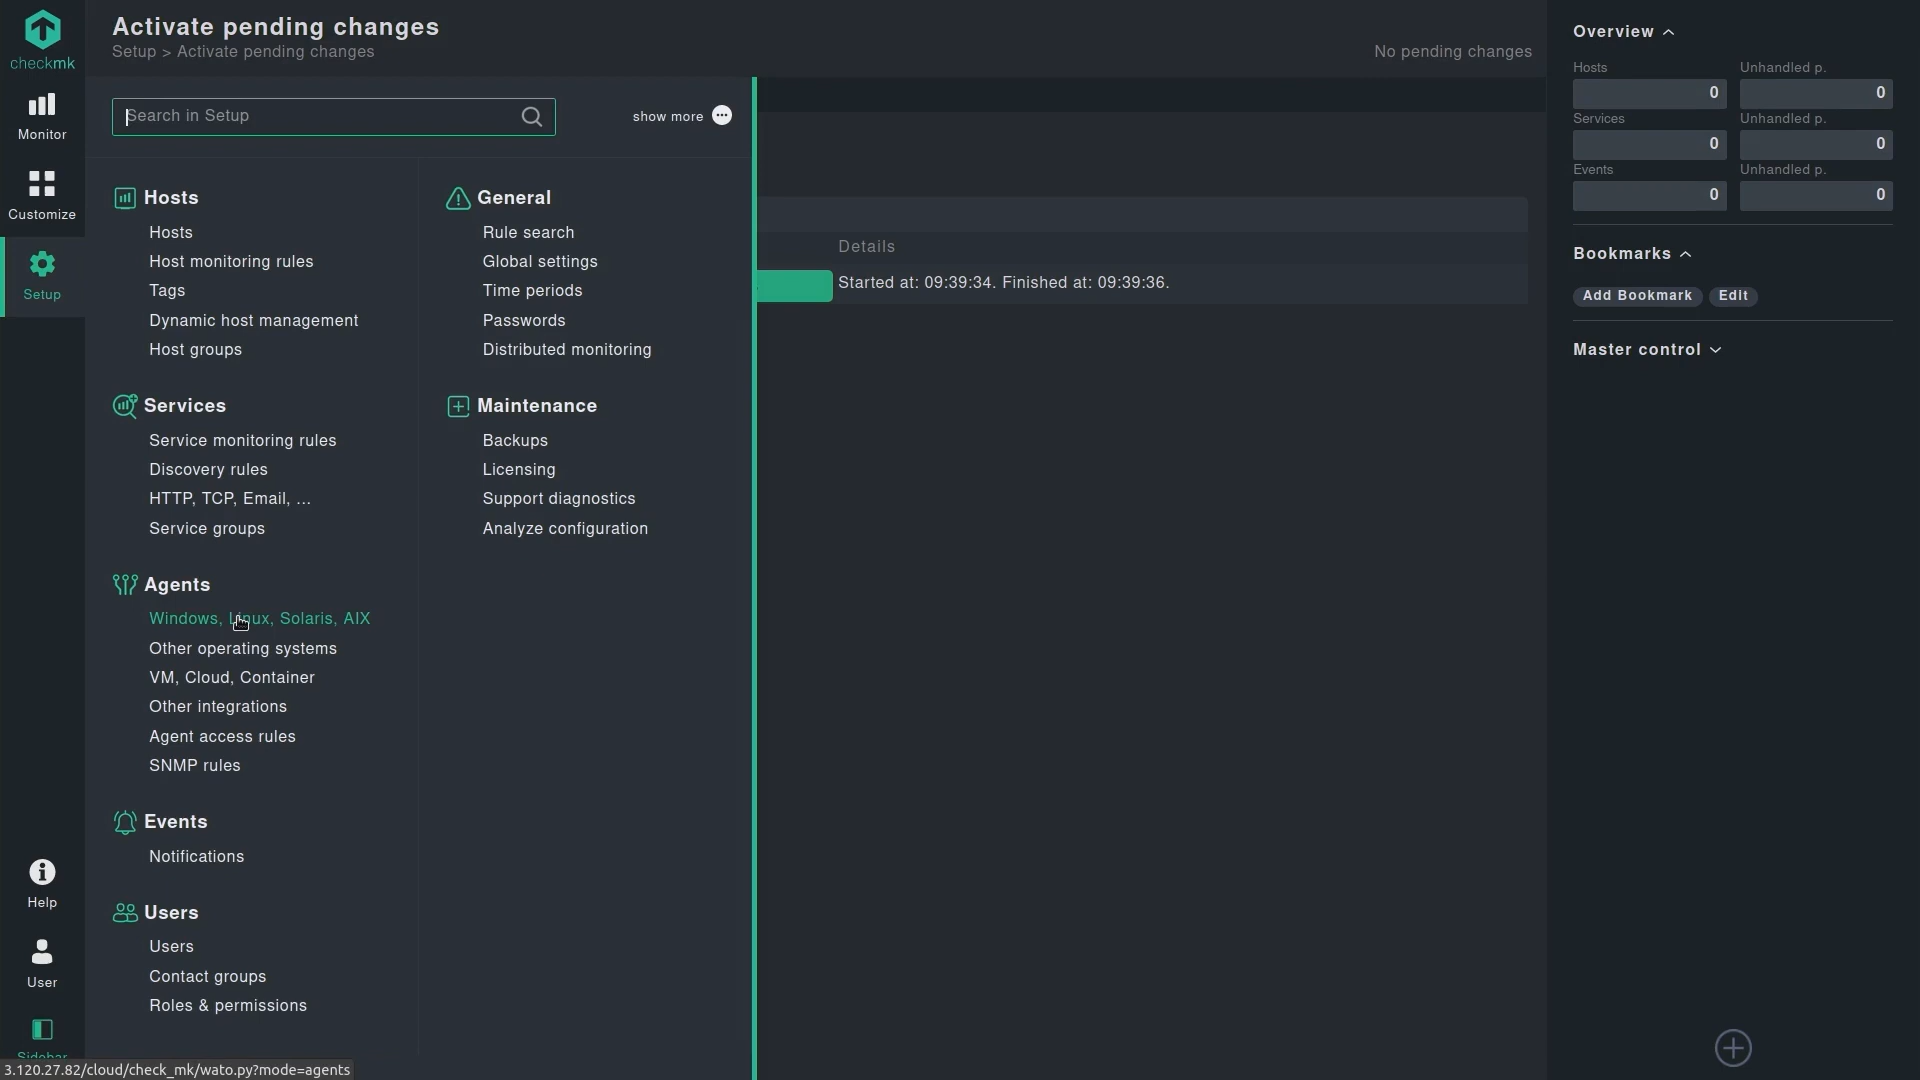 checkmk
Monitor
Customize
Setup
Help
User
Sidebar
Activate pending changes
Setup > Activate pending changes
No pending changes
Search in Setup
show more
Hosts
Hosts
Host monitoring rules
Tags
Dynamic host management
Host groups
Services
Service monitoring rules
Discovery rules
HTTP, TCP, Email, ...
Service groups
Agents
Windows, Linux, Solaris, AIX
Other operating systems
VM, Cloud, Container
Other integrations
Agent access rules
SNMP rules
Events
Notifications
Users
Users
Contact groups
Roles & permissions
General
Rule search
Global settings
Time periods
Passwords
Distributed monitoring
Maintenance
Backups
Licensing
Support diagnostics
Analyze configuration
Details
Started at: 09:39:34. Finished at: 09:39:36.
Overview
Hosts Unhandled p.
0 0
Services Unhandled p.
0 0
Events Unhandled p.
0 0
Bookmarks
Add Bookmark Edit
Master control
3.120.27.82/cloud/check_mk/wato.py?mode=agents